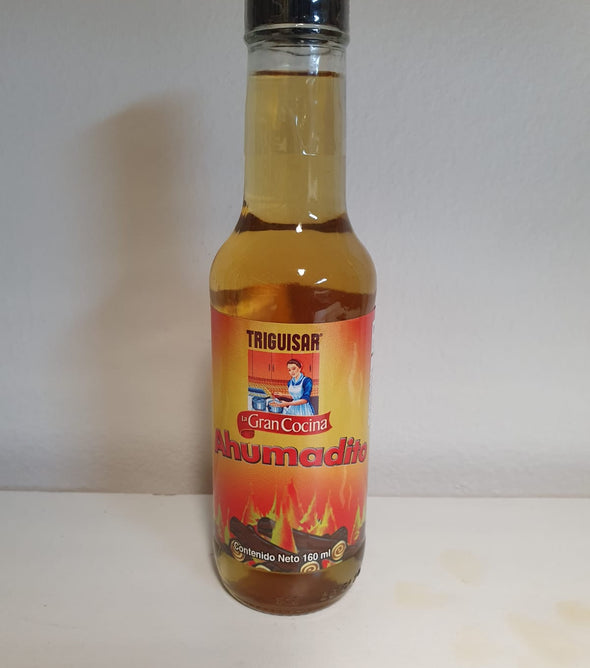 TRIGUISAR®
La Gran Cocina
Ahumadito
Contenido Neto 160 ml